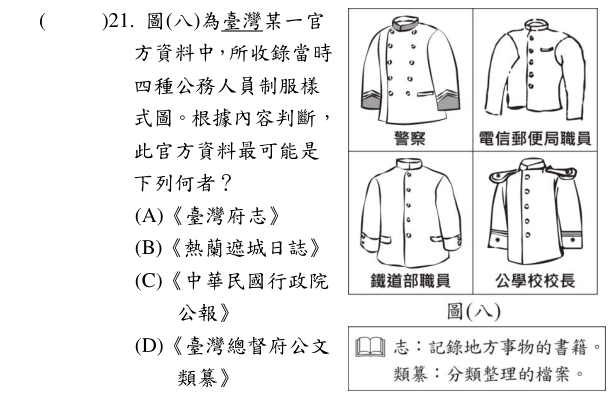 (　　)21. 圖(八)為臺灣某一官
方資料中，所收錄當時
四種公務人員制服樣
式圖。根據內容判斷，
此官方資料最可能是
下列何者？
(A)《臺灣府志》
(B)《熱蘭遮城日誌》
(C)《中華民國行政院
公報》
(D)《臺灣總督府公文
類纂》
警察
電信郵便局職員
鐵道部職員
公學校校長
圖(八)
志：記錄地方事物的書籍。
類纂：分類整理的檔案。